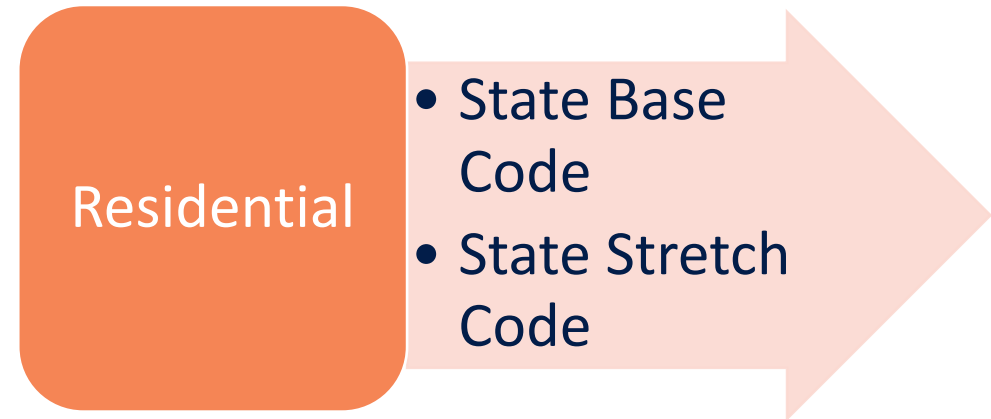 Residential
• State Base
Code
• State Stretch
Code